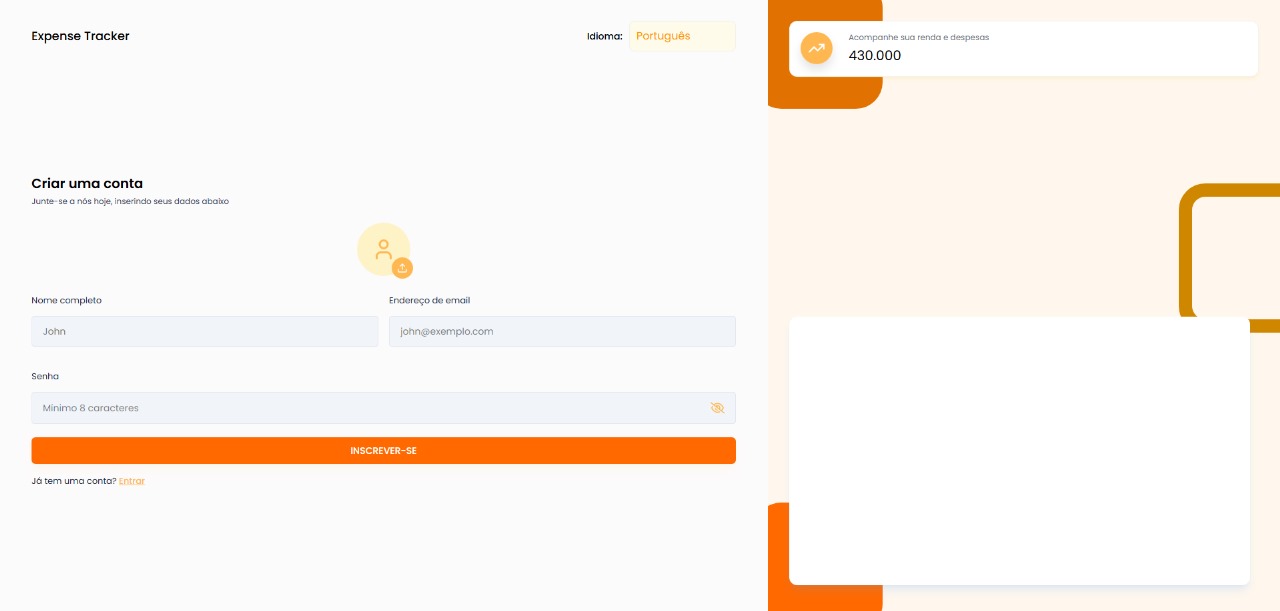 Expense Tracker
Idioma: Português
Criar uma conta
Junte-se a nós hoje, inserindo seus dados abaixo
Nome completo
Endereço de email
John
john@exemplo.com
Senha
Mínimo 8 caracteres
INSCREVER-SE
Já tem uma conta? Entrar
Acompanhe sua renda e despesas
430.000